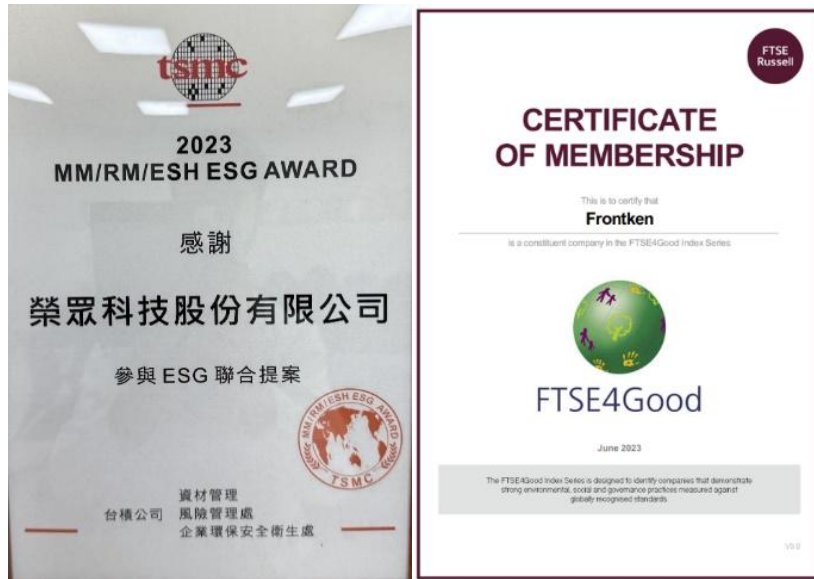 tsmc
2023
MM/RM/ESH ESG AWARD
感謝
榮眾科技股份有限公司
參與 ESG 聯合提案
MM/RM/ESH ESG AWARD
TSMC
資材管理
台積公司 風險管理處
企業環保安全衛生處
FTSE
Russell
CERTIFICATE
OF MEMBERSHIP
This is to certify that
Frontken
is a constituent company in the FTSE4Good Index Series
FTSE4Good
June 2023
The FTSE4Good Index Series is designed to identify companies that demonstrate
strong environmental, social and governance practices measured against
globally recognised standards.